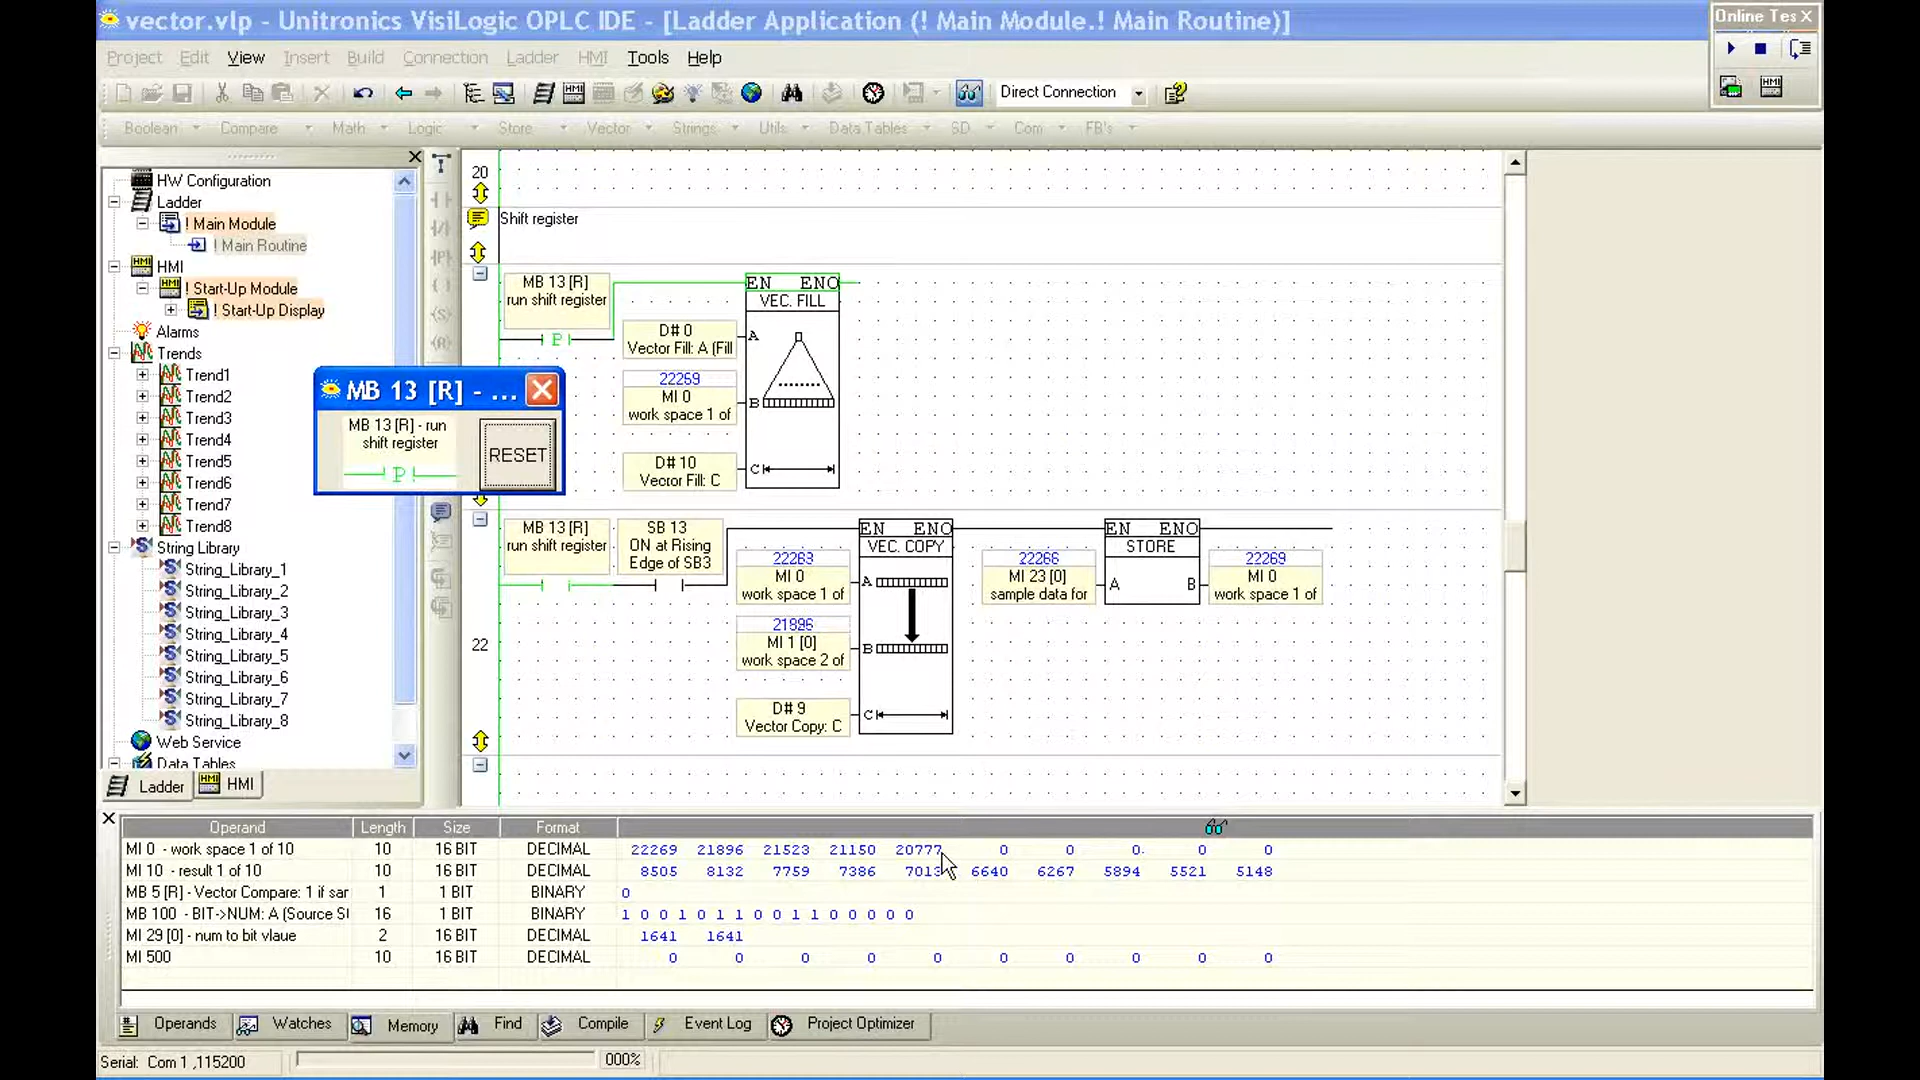 vector.vlp - Unitronics VisiLogic OPLC IDE - [Ladder Application (! Main Module.! Main Routine)]
Online Tes X
Project Edit View Insert Build Connection Ladder HMI Tools Help
Direct Connection
Boolean Compare Math Logic Store Vector Strings Utils Data Tables SD Com FB's
HW Configuration
Ladder
! Main Module
! Main Routine
HMI
! Start-Up Module
! Start-Up Display
Alarms
Trends
Trend1
Trend2
Trend3
Trend4
Trend5
Trend6
Trend7
Trend8
String Library
String_Library_1
String_Library_2
String_Library_3
String_Library_4
String_Library_5
String_Library_6
String_Library_7
String_Library_8
Web Service
Data Tables
Ladder HMI
MB 13 [R] - ...
MB 13 [R] - run
shift register
P
RESET
20
Shift register
MB 13 [R]
run shift register
P
EN ENO
VEC. FILL
D# 0
Vector Fill: A (Fill
A
22269
MI 0
work space 1 of
B
D# 10
Vector Fill: C
C
22
MB 13 [R]
run shift register
SB 13
ON at Rising
Edge of SB3
EN ENO
VEC. COPY
MI 0
work space 1 of
A
21896
MI 1 [0]
work space 2 of
B
D# 9
Vector Copy: C
C
EN ENO
STORE
22266
MI 23 [0]
sample data for
A B
22269
MI 0
work space 1 of
Operand Length Size Format
MI 0 - work space 1 of 10 10 16 BIT DECIMAL 22269 21896 21523 21150 20777 0 0 0 0 0
MI 10 - result 1 of 10 10 16 BIT DECIMAL 8505 8132 7759 7386 7013 6640 6267 5894 5521 5148
MB 5 [R] - Vector Compare: 1 if sar 1 1 BIT BINARY 0
MB 100 - BIT->NUM: A (Source St 16 1 BIT BINARY 1 0 0 1 0 1 1 0 0 1 1 0 0 0 0 0
MI 29 [0] - num to bit vlaue 2 16 BIT DECIMAL 1641 1641
MI 500 10 16 BIT DECIMAL 0 0 0 0 0 0 0 0 0 0
Operands Watches Memory Find Compile Event Log Project Optimizer
Serial: Com 1 ,115200 000%